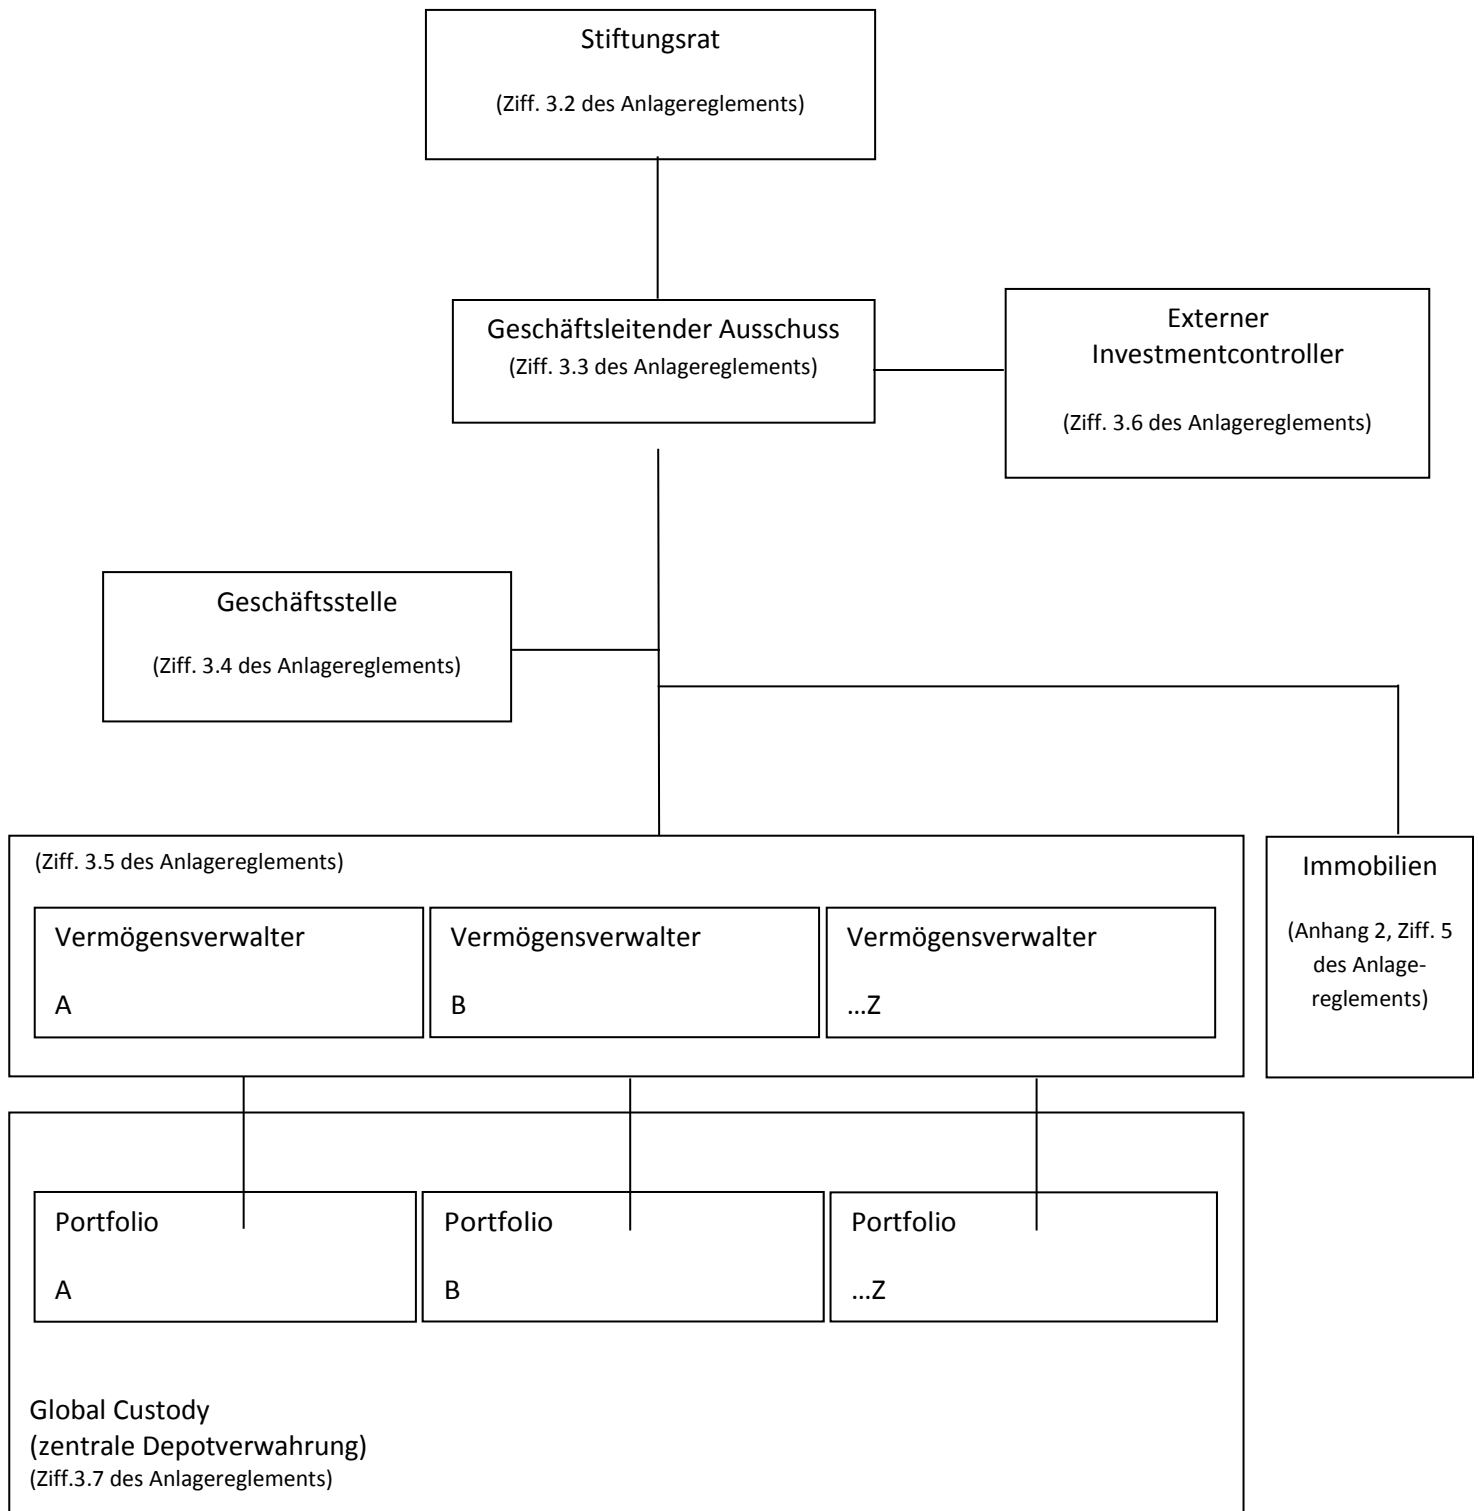 Stiftungsrat
(Ziff. 3.2 des Anlagereglements)
Geschäftsleitender Ausschuss
(Ziff. 3.3 des Anlagereglements)
Externer
Investmentcontroller
(Ziff. 3.6 des Anlagereglements)
Geschäftsstelle
(Ziff. 3.4 des Anlagereglements)
(Ziff. 3.5 des Anlagereglements)
Vermögensverwalter
A
Vermögensverwalter
B
Vermögensverwalter
...Z
Immobilien
(Anhang 2, Ziff. 5
des Anlage-
reglements)
Portfolio
A
Portfolio
B
Portfolio
...Z
Global Custody
(zentrale Depotverwahrung)
(Ziff.3.7 des Anlagereglements)